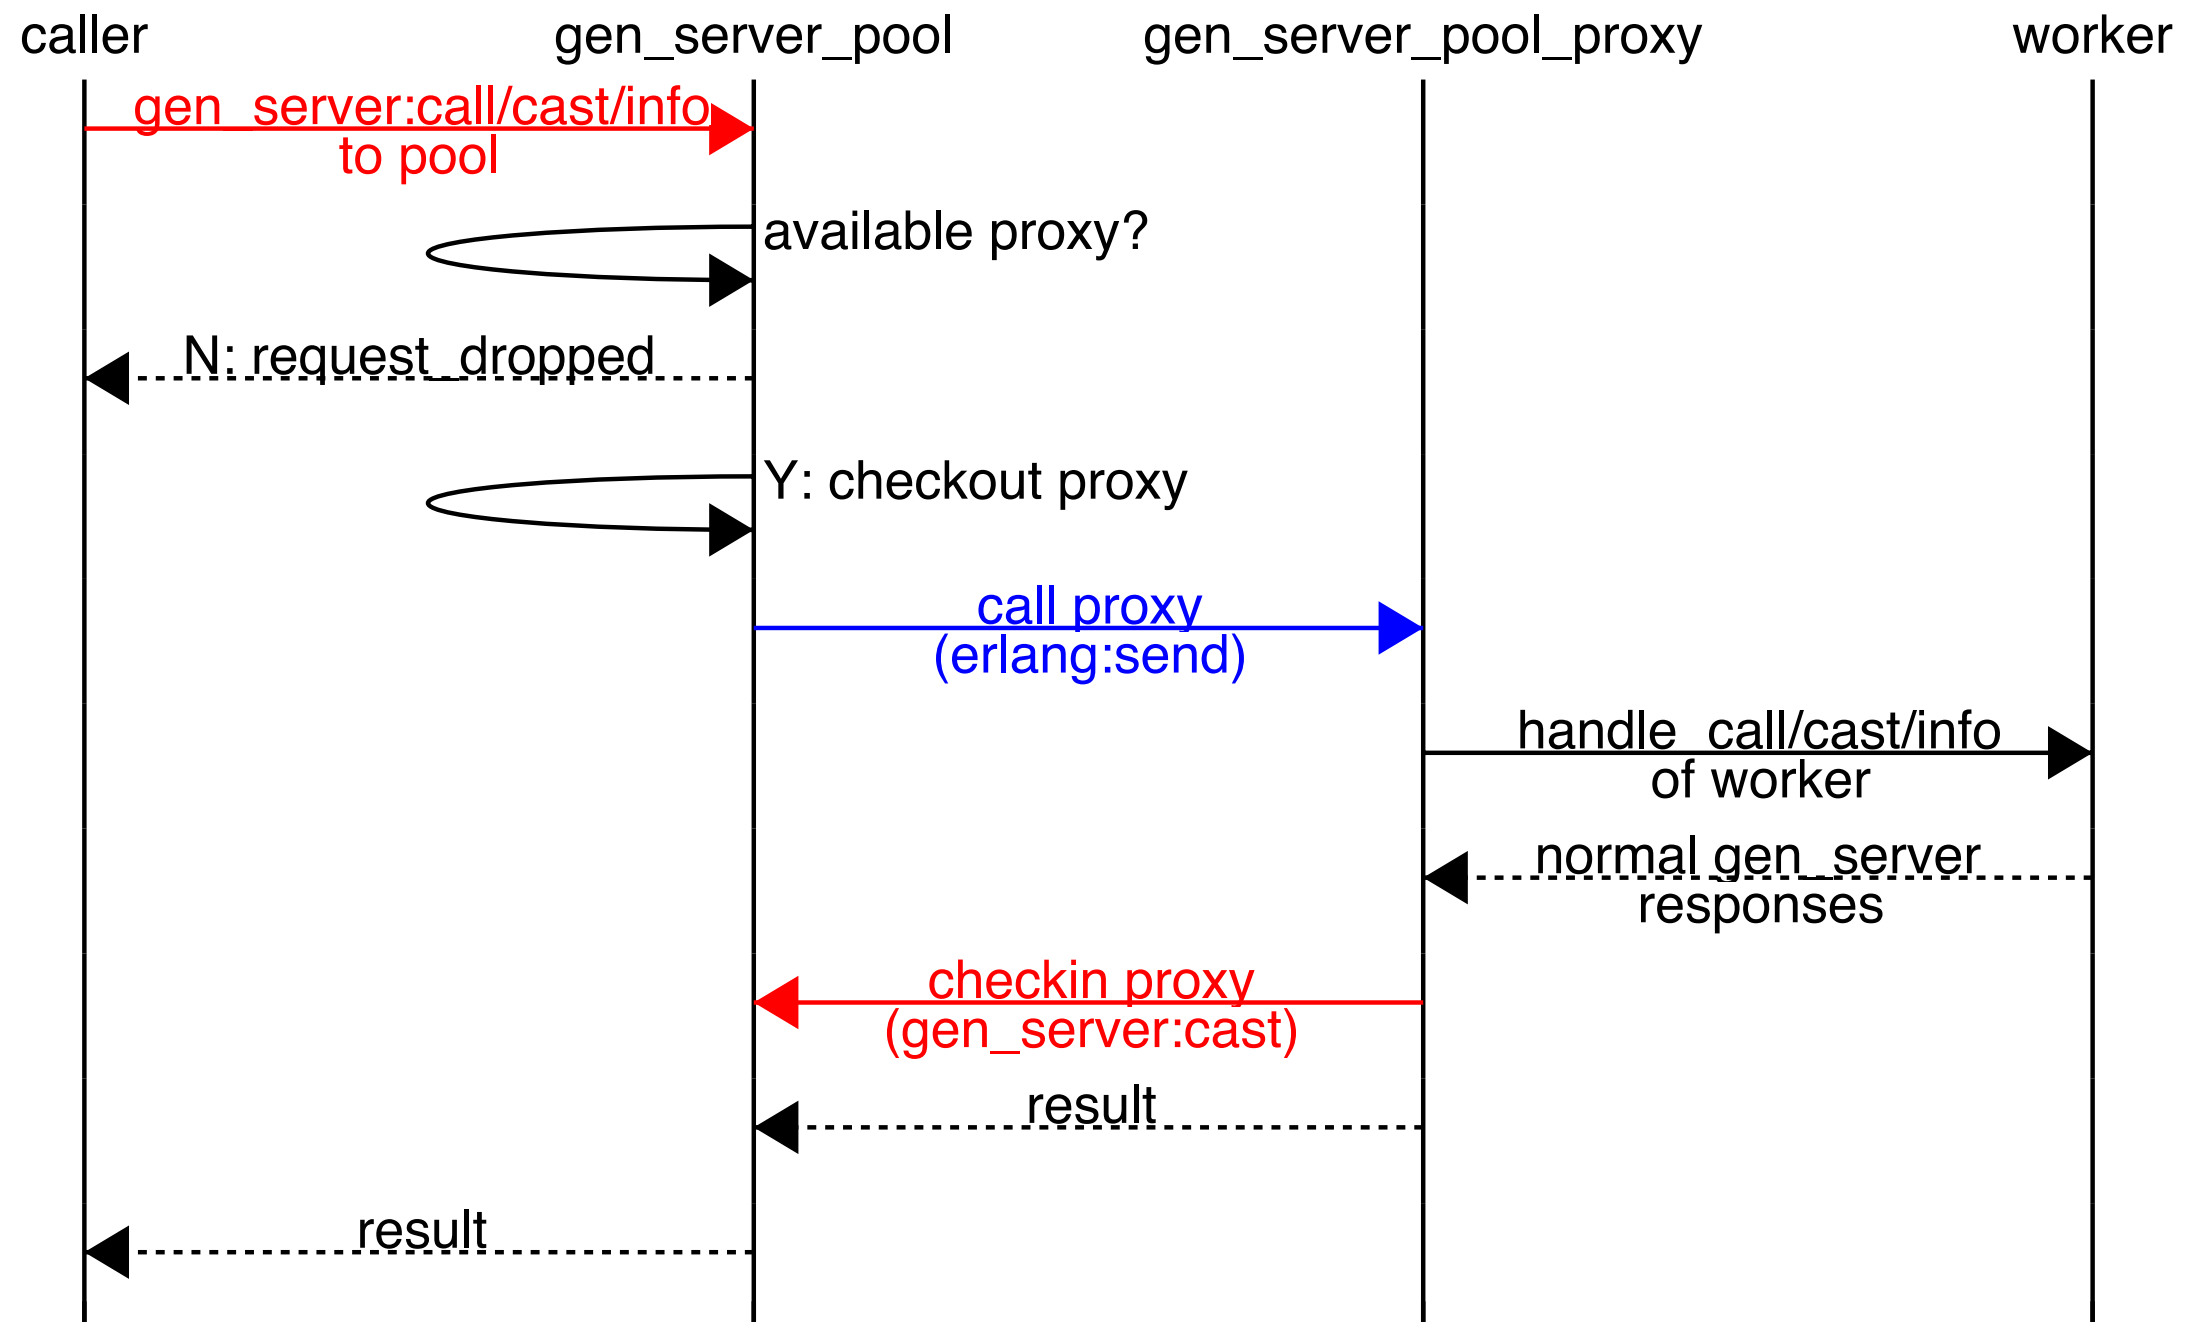 caller
gen_server_pool
gen_server_pool_proxy
worker
gen_server:call/cast/info
to pool
available proxy?
N: request_dropped
Y: checkout proxy
call proxy
(erlang:send)
handle_call/cast/info
of worker
normal gen_server
responses
checkin proxy
(gen_server:cast)
result
result